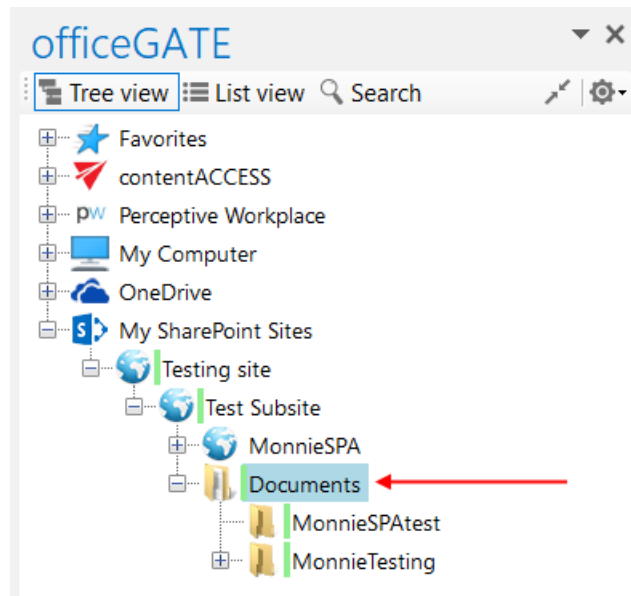 officeGATE
Tree view List view Search
Favorites
contentACCESS
pw Perceptive Workplace
My Computer
OneDrive
S My SharePoint Sites
Testing site
Test Subsite
MonnieSPA
Documents
MonnieSPAtest
MonnieTesting